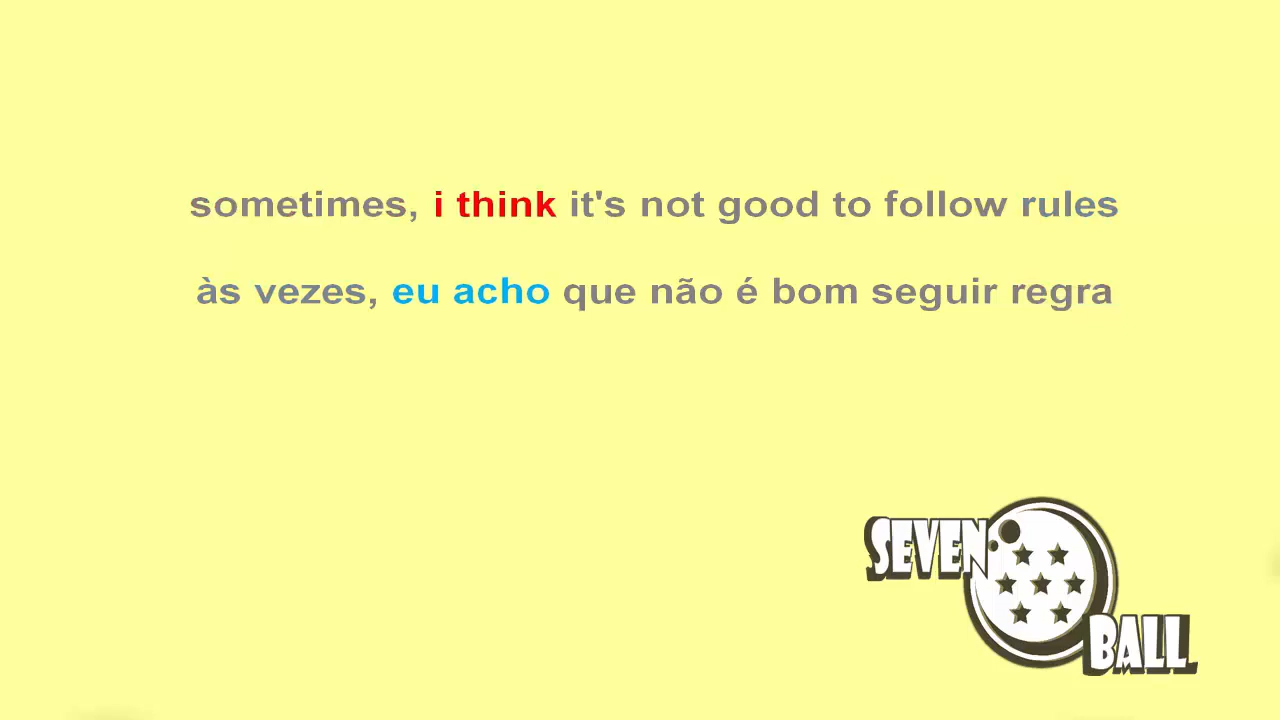 sometimes, i think it's not good to follow rules
às vezes, eu acho que não é bom seguir regra
SEVEN
BALL